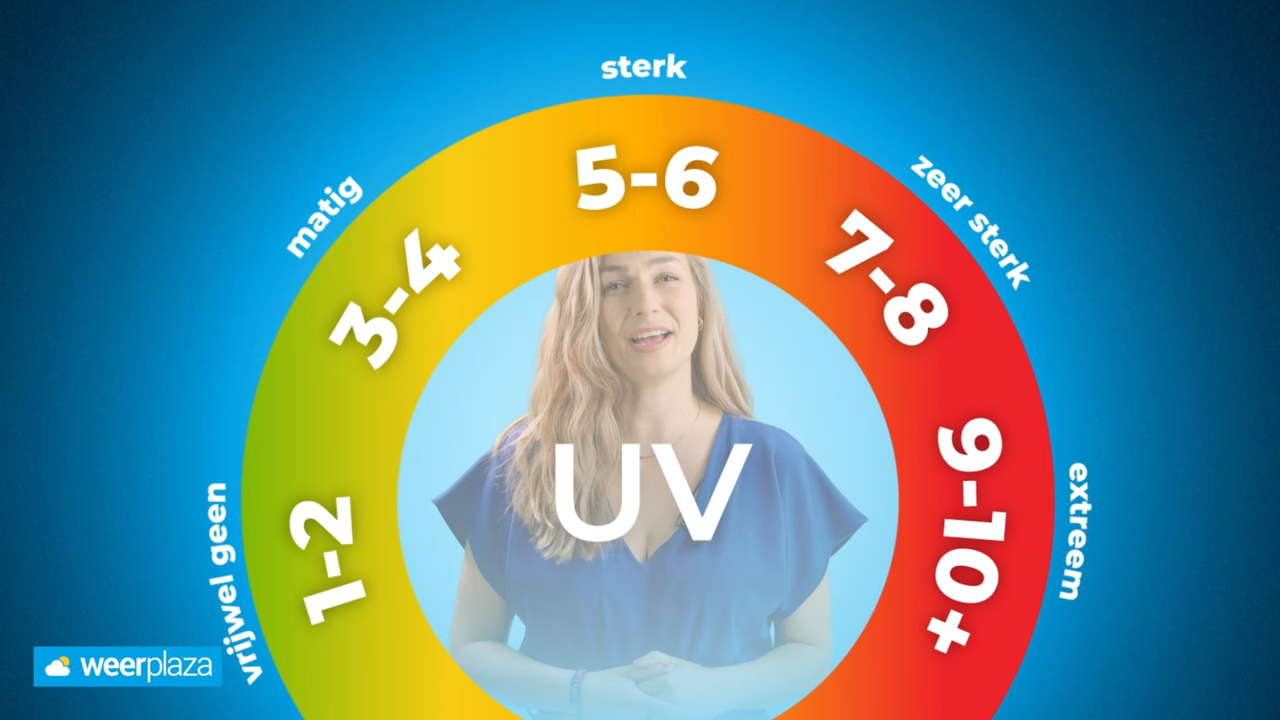 sterk
matig
zeer sterk
5-6
3-4
7-8
UV
9-10+
1-2
extreem
vrijwel geen
weerplaza